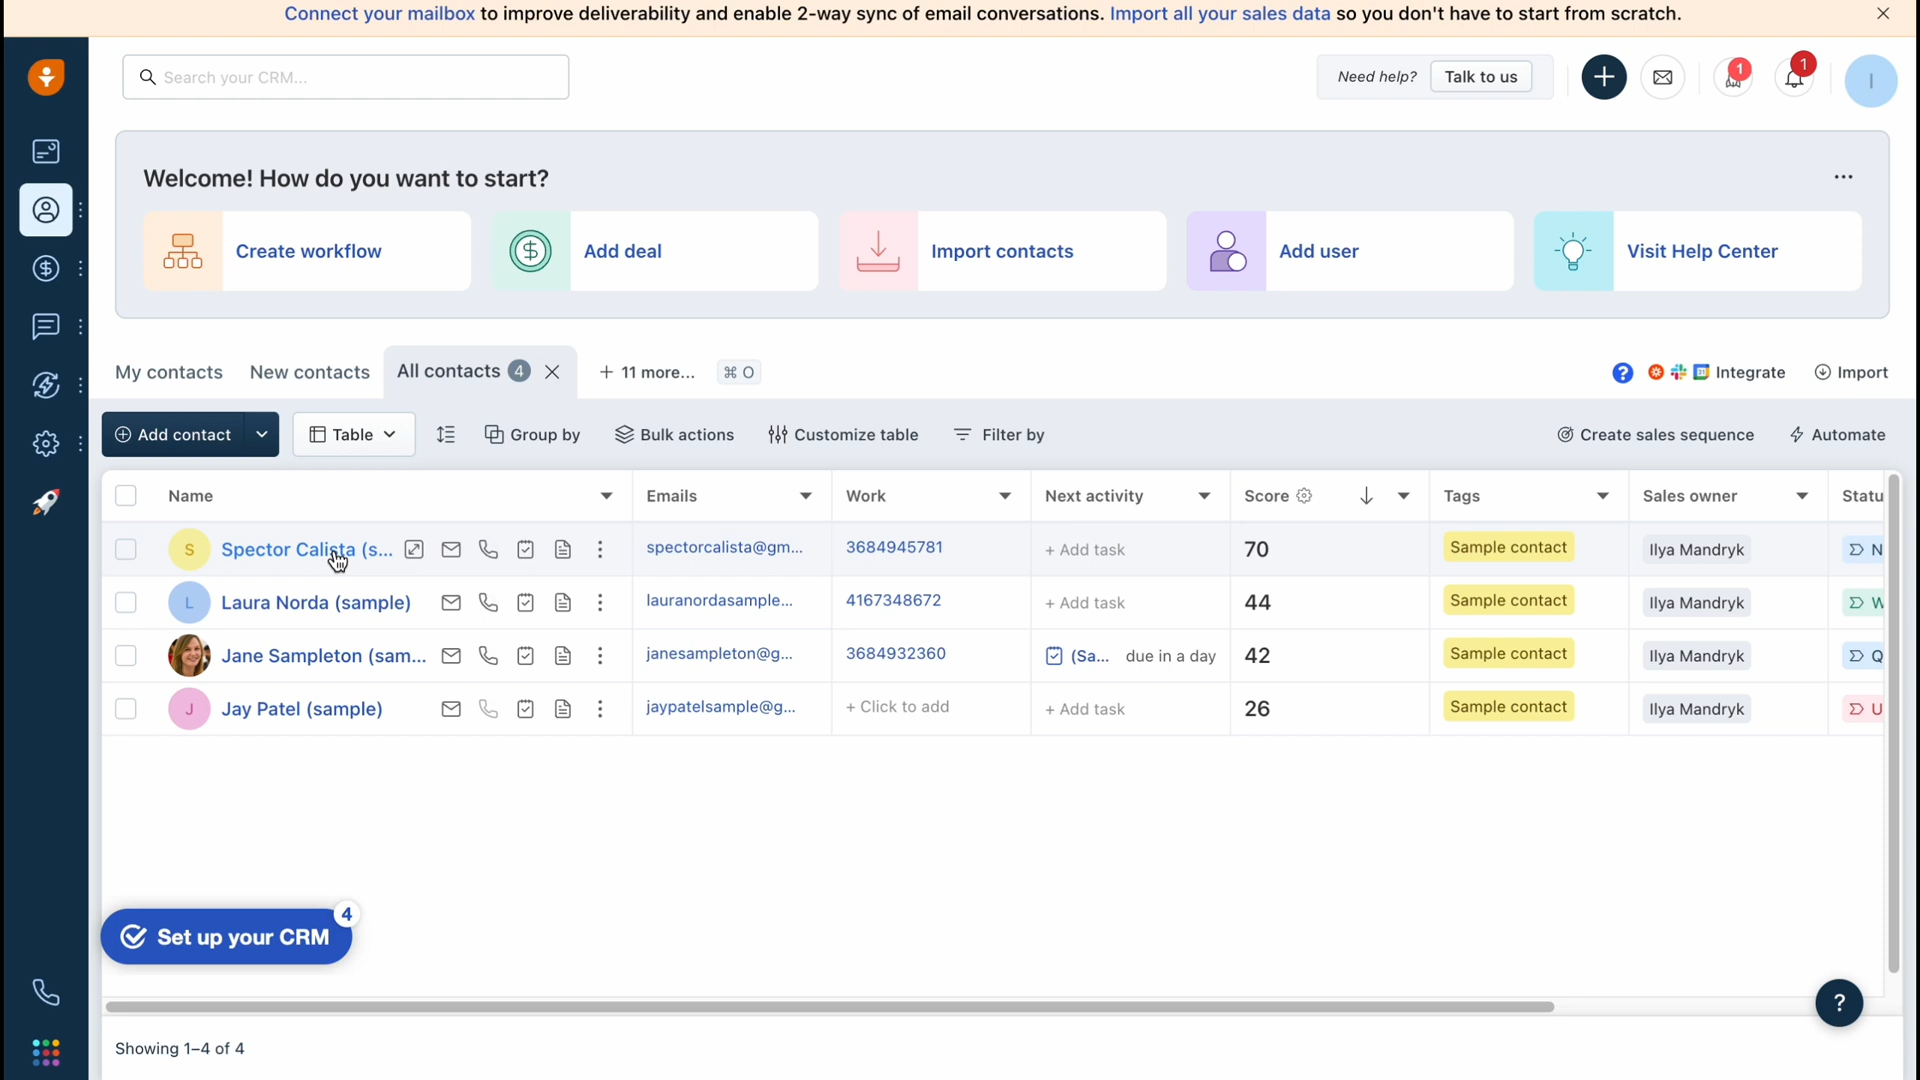 Connect your mailbox to improve deliverability and enable 2-way sync of email conversations. Import all your sales data so you don't have to start from scratch.
Search your CRM...
Need help? Talk to us
1
1
I
Welcome! How do you want to start?
Create workflow
Add deal
Import contacts
Add user
Visit Help Center
My contacts
New contacts
All contacts 4
+ 11 more...
⌘ O
?
Integrate
Import
Add contact
Table
Group by
Bulk actions
Customize table
Filter by
Create sales sequence
Automate
Name Emails Work Next activity Score Tags Sales owner Statu
S Spector Calista (s... spectorcalista@gm... 3684945781 + Add task 70 Sample contact Ilya Mandryk N
L Laura Norda (sample) lauranordasample... 4167348672 + Add task 44 Sample contact Ilya Mandryk W
Jane Sampleton (sam... janesampleton@g... 3684932360 (Sa... due in a day 42 Sample contact Ilya Mandryk Q
J Jay Patel (sample) jaypatelsample@g... + Click to add + Add task 26 Sample contact Ilya Mandryk U
4
Set up your CRM
?
Showing 1–4 of 4